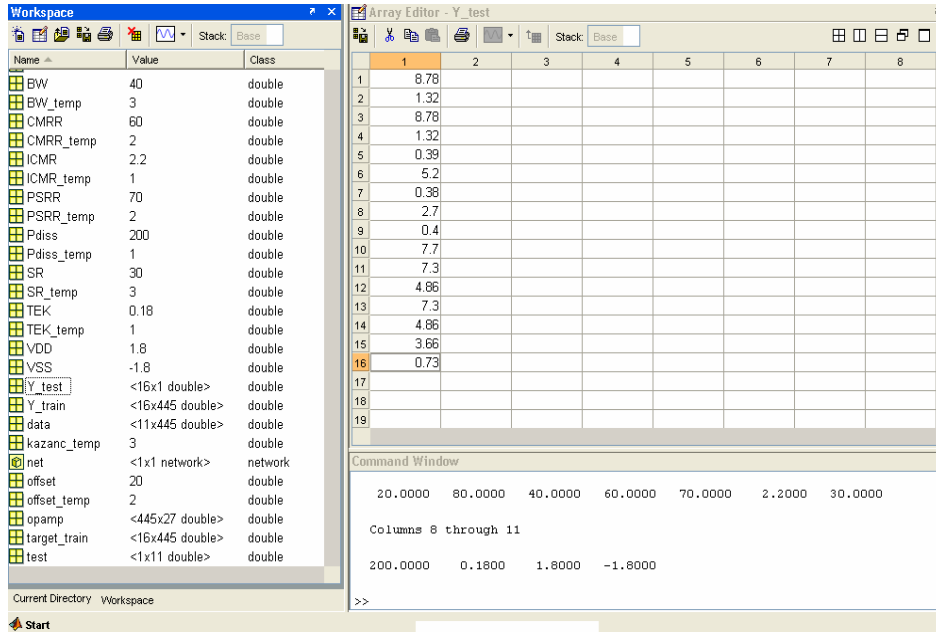 Workspace
Stack: Base
Name Value Class
BW 40 double
BW_temp 3 double
CMRR 60 double
CMRR_temp 2 double
ICMR 2.2 double
ICMR_temp 1 double
PSRR 70 double
PSRR_temp 2 double
Pdiss 200 double
Pdiss_temp 1 double
SR 30 double
SR_temp 3 double
TEK 0.18 double
TEK_temp 1 double
VDD 1.8 double
VSS -1.8 double
Y_test <16x1 double> double
Y_train <16x445 double> double
data <11x445 double> double
kazanc_temp 3 double
net <1x1 network> network
offset 20 double
offset_temp 2 double
opamp <445x27 double> double
target_train <16x445 double> double
test <1x11 double> double
Current Directory Workspace
Start
Array Editor - Y_test
Stack: Base
1 2 3 4 5 6 7 8
1 8.78
2 1.32
3 8.78
4 1.32
5 0.39
6 5.2
7 0.38
8 2.7
9 0.4
10 7.7
11 7.3
12 4.86
13 7.3
14 4.86
15 3.66
16 0.73
17
18
19
Command Window
20.0000 80.0000 40.0000 60.0000 70.0000 2.2000 30.0000
Columns 8 through 11
200.0000 0.1800 1.8000 -1.8000
>>